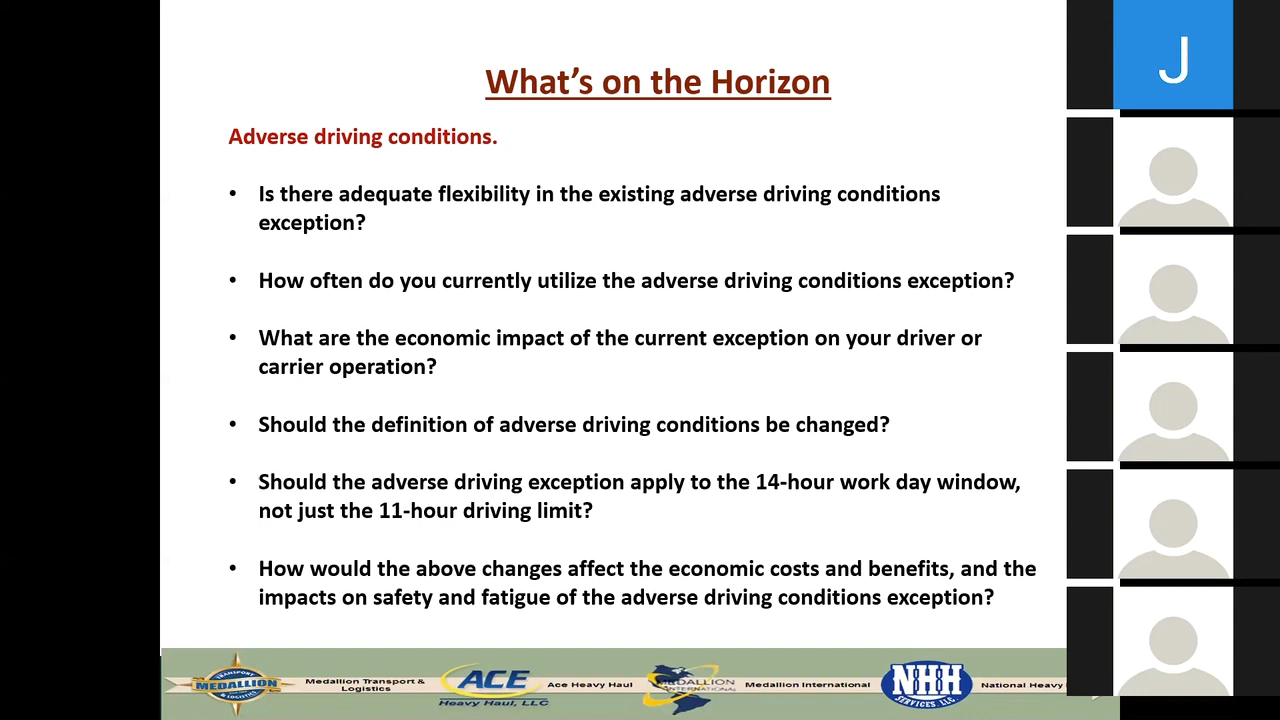 What's on the Horizon
J
Adverse driving conditions.
• Is there adequate flexibility in the existing adverse driving conditions
exception?
• How often do you currently utilize the adverse driving conditions exception?
• What are the economic impact of the current exception on your driver or
carrier operation?
• Should the definition of adverse driving conditions be changed?
• Should the adverse driving exception apply to the 14-hour work day window,
not just the 11-hour driving limit?
• How would the above changes affect the economic costs and benefits, and the
impacts on safety and fatigue of the adverse driving conditions exception?
TRANSPORT
MEDALLION
& LOGISTICS
Medallion Transport &
Logistics
ACE
Heavy Haul, LLC
Ace Heavy Haul
MEDALLION
INTERNATIONAL
Medallion International
NHH
SERVICES, LLC
National Heavy